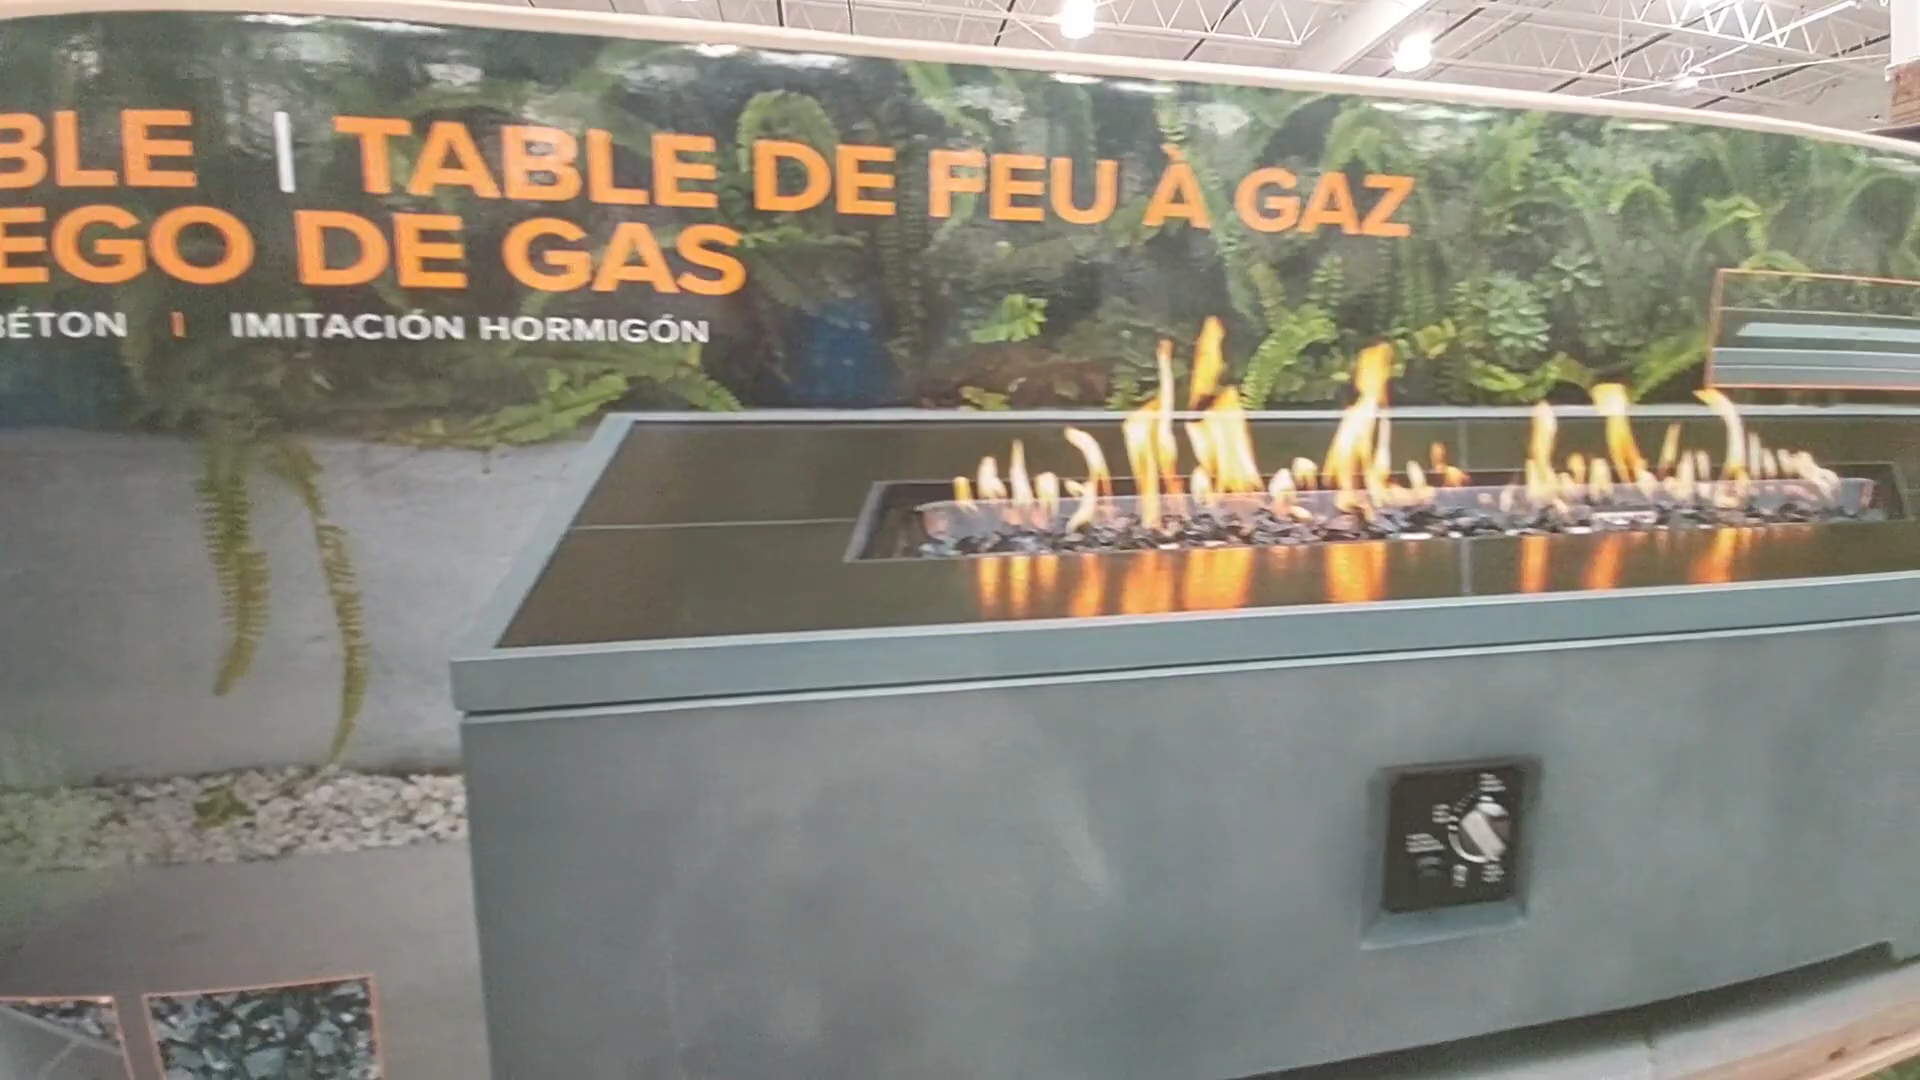 BLE | TABLE DE FEU À GAZ
EGO DE GAS
BÉTON | IMITACIÓN HORMIGÓN